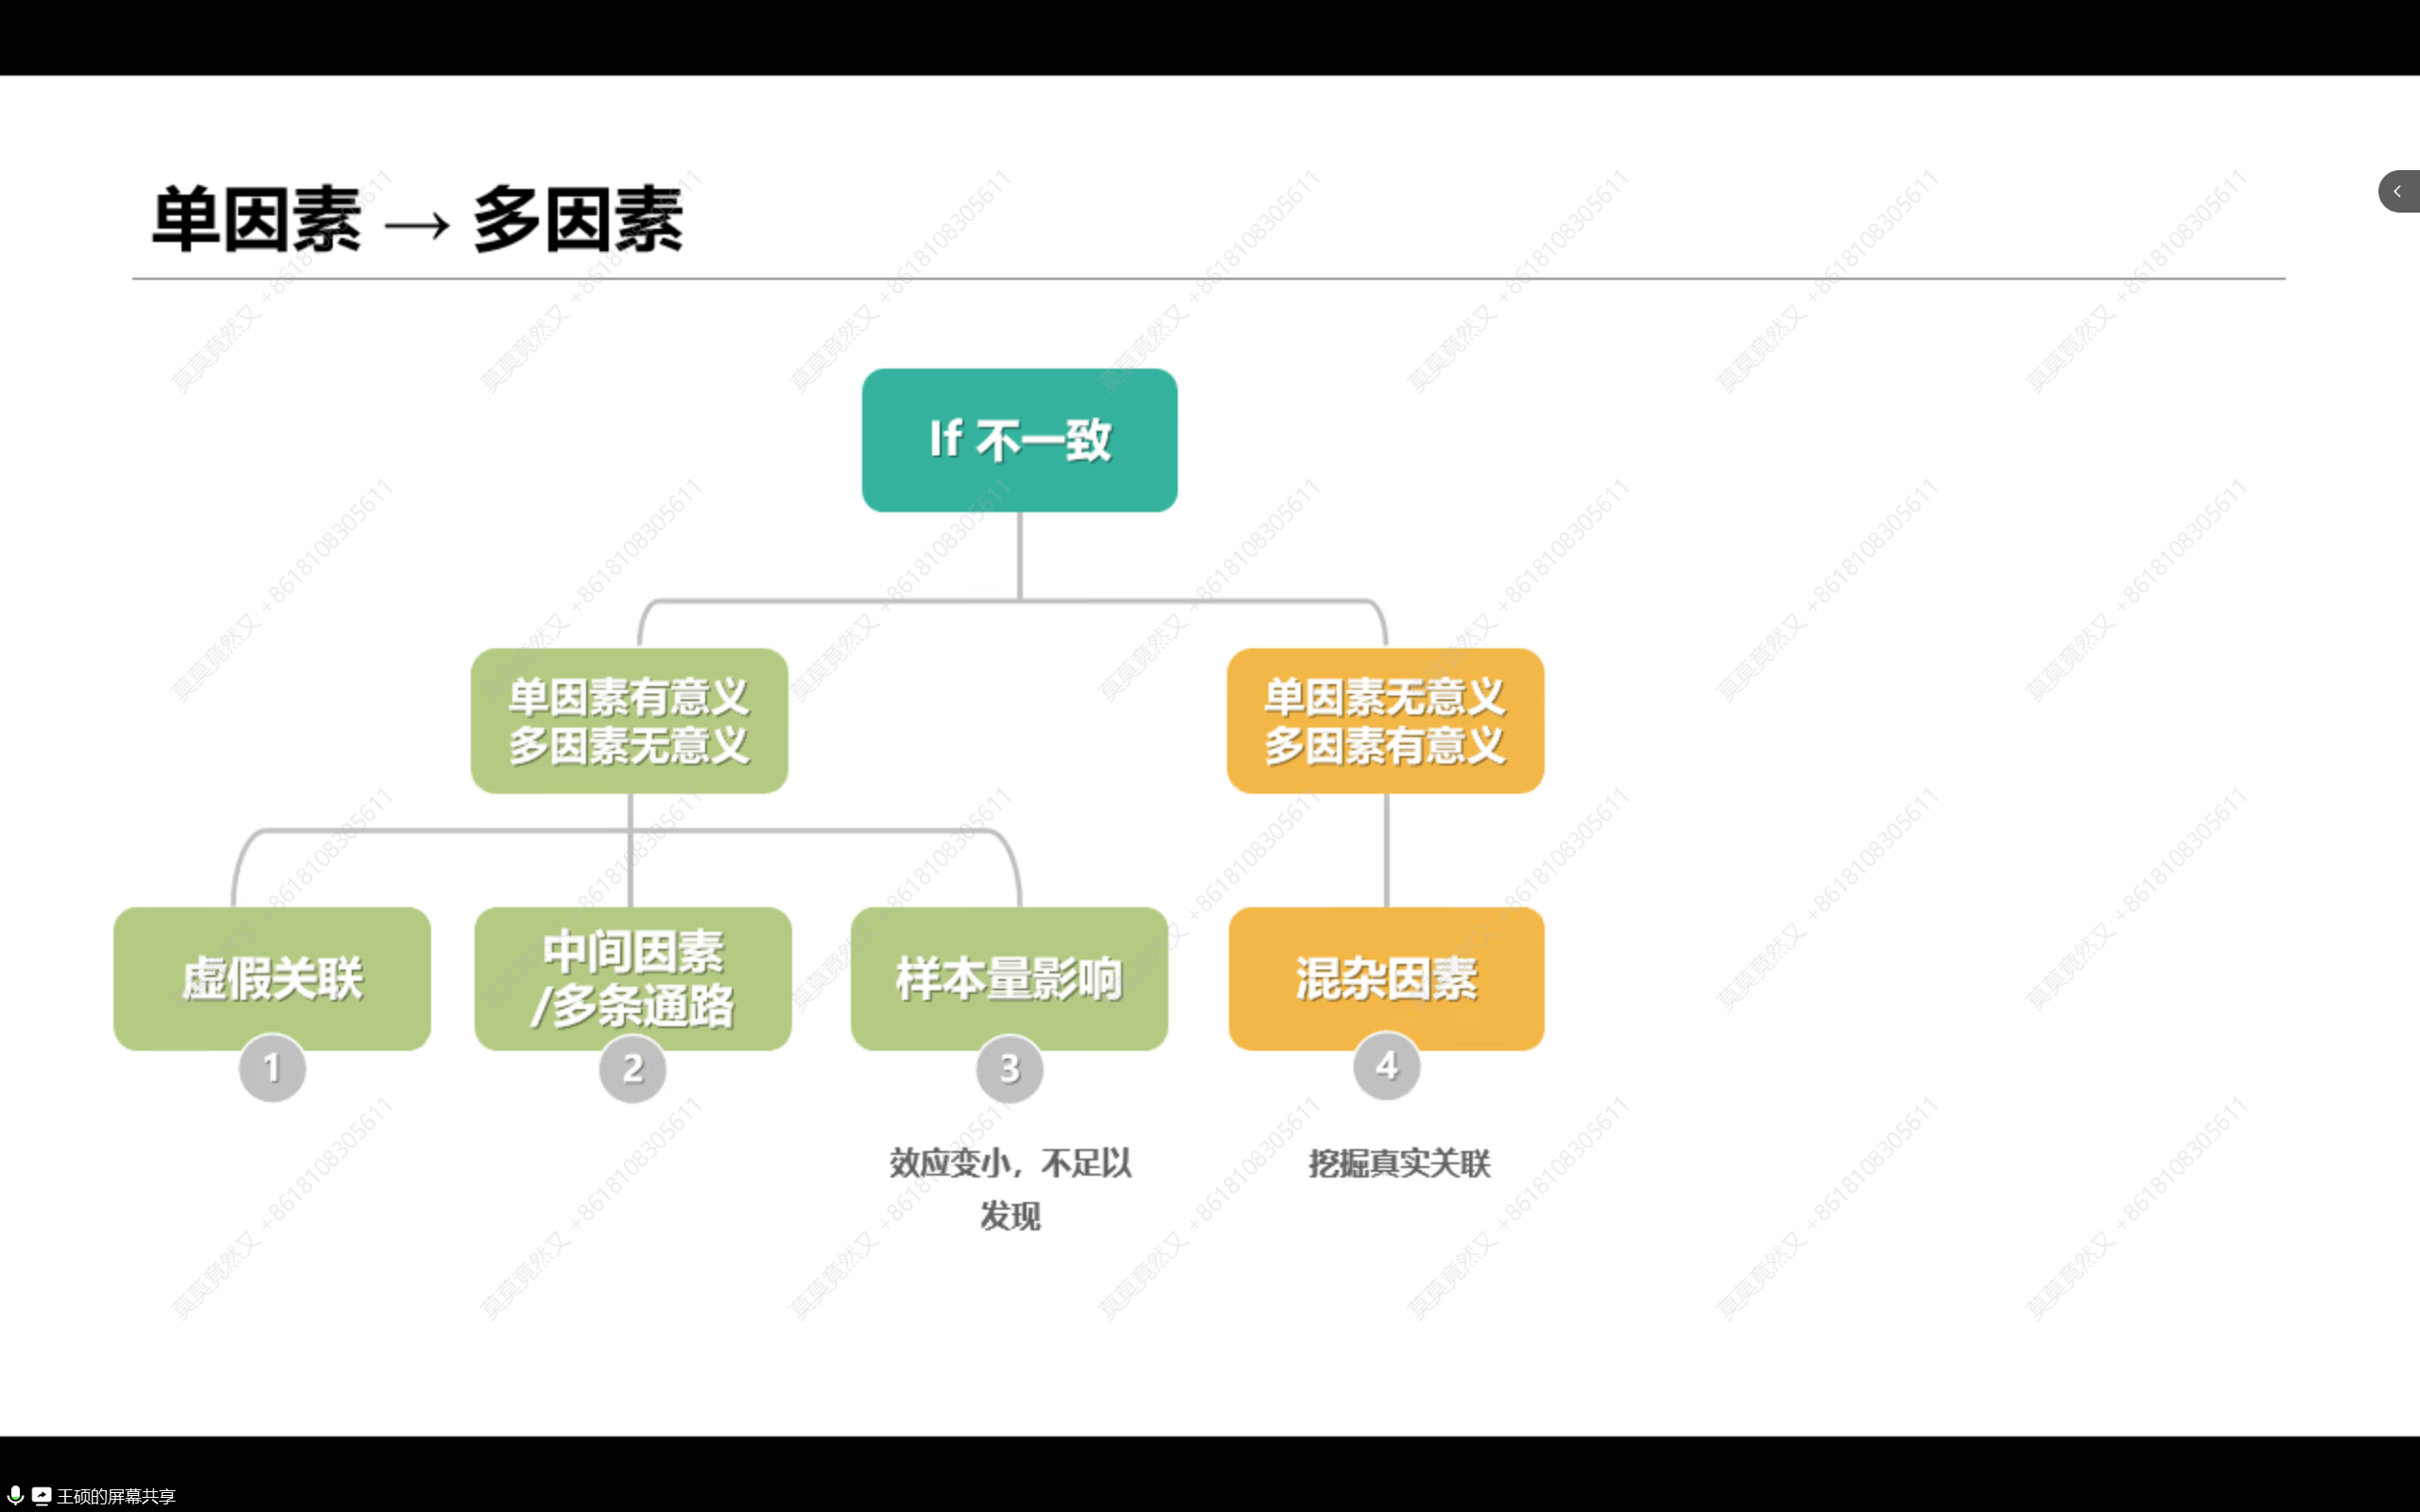 单因素 → 多因素
If 不一致
单因素有意义
多因素无意义
单因素无意义
多因素有意义
虚假关联
1
中间因素
/多条通路
2
样本量影响
3
混杂因素
4
效应变小，不足以
发现
挖掘真实关联
莫莫竟然又 +8618108305611
王硕的屏幕共享